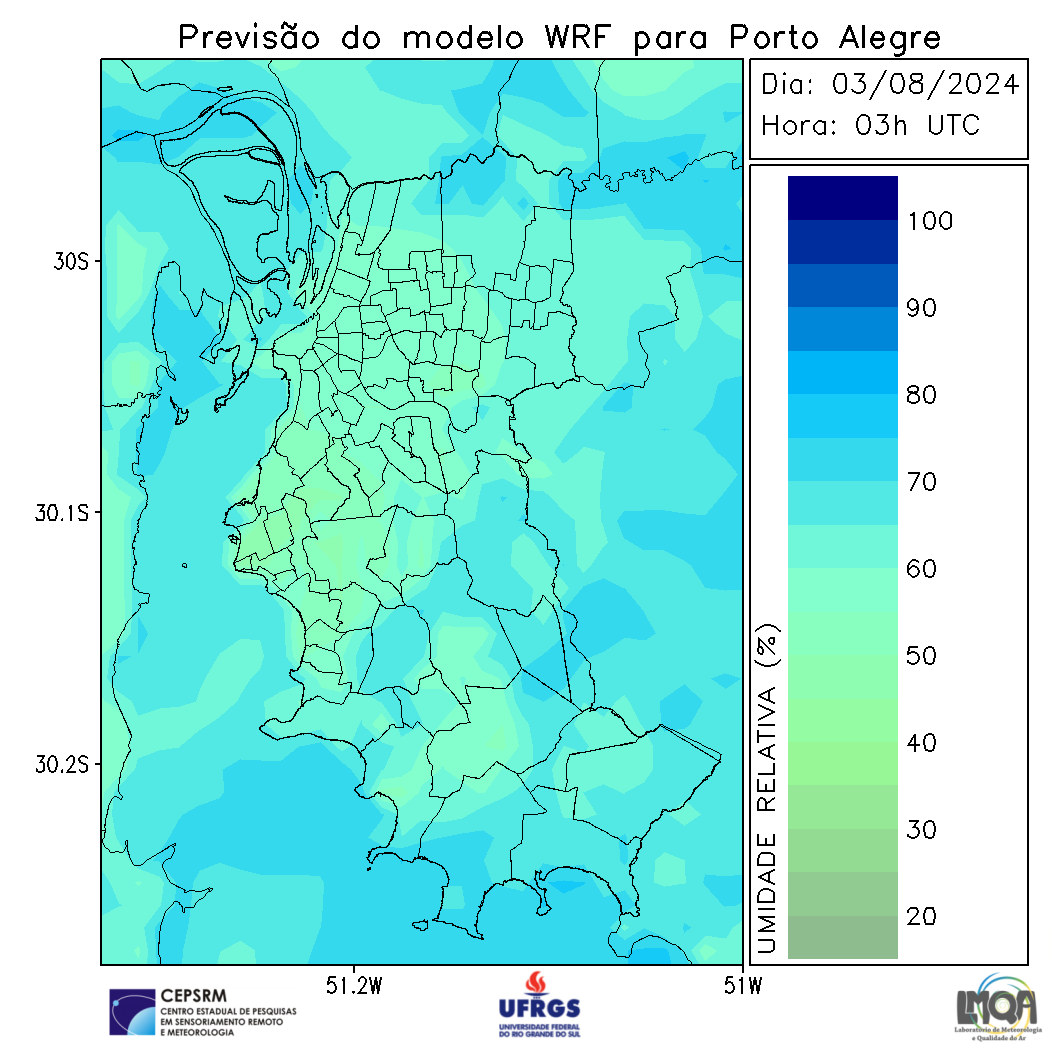 Previsão do modelo WRF para Porto Alegre
Dia: 03/08/2024
Hora: 03h UTC
100
90
80
70
60
50
40
30
20
UMIDADE RELATIVA (%)
30S
30.1S
30.2S
51.2W
51W
CEPSRM
CENTRO ESTADUAL DE PESQUISAS
EM SENSORIAMENTO REMOTO
E METEOROLOGIA
UFRGS
UNIVERSIDADE FEDERAL
DO RIO GRANDE DO SUL
LMQA
Laboratório de Meteorologia
e Qualidade do Ar